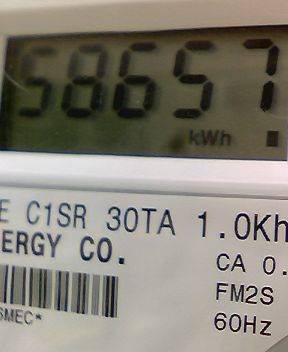 58657
kWh
E C1SR 30TA 1.0Kh
ERGY CO.
CA 0.
FM2S
SMEC*
60Hz